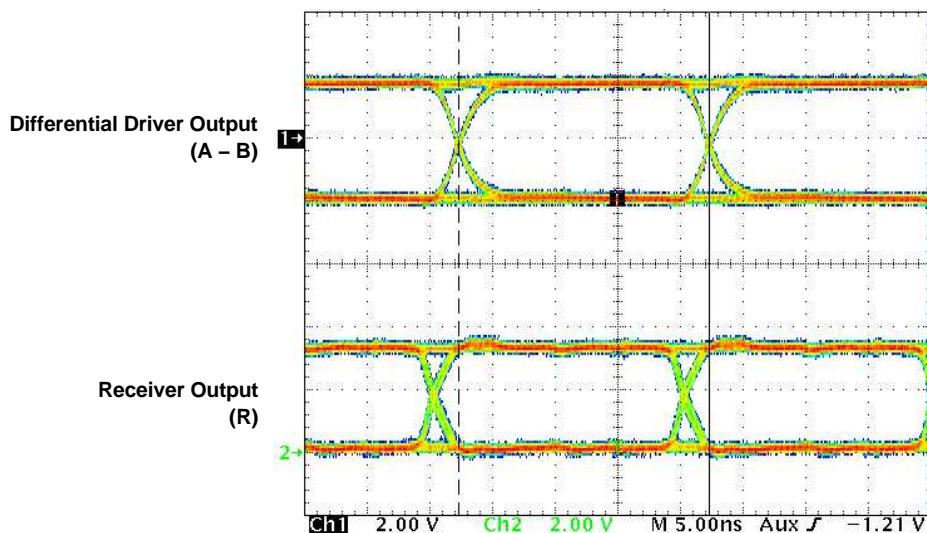 Differential Driver Output
(A – B)
1→
Receiver Output
(R)
2→
Ch1 2.00 V Ch2 2.00 V M 5.00ns Aux ʃ −1.21 V